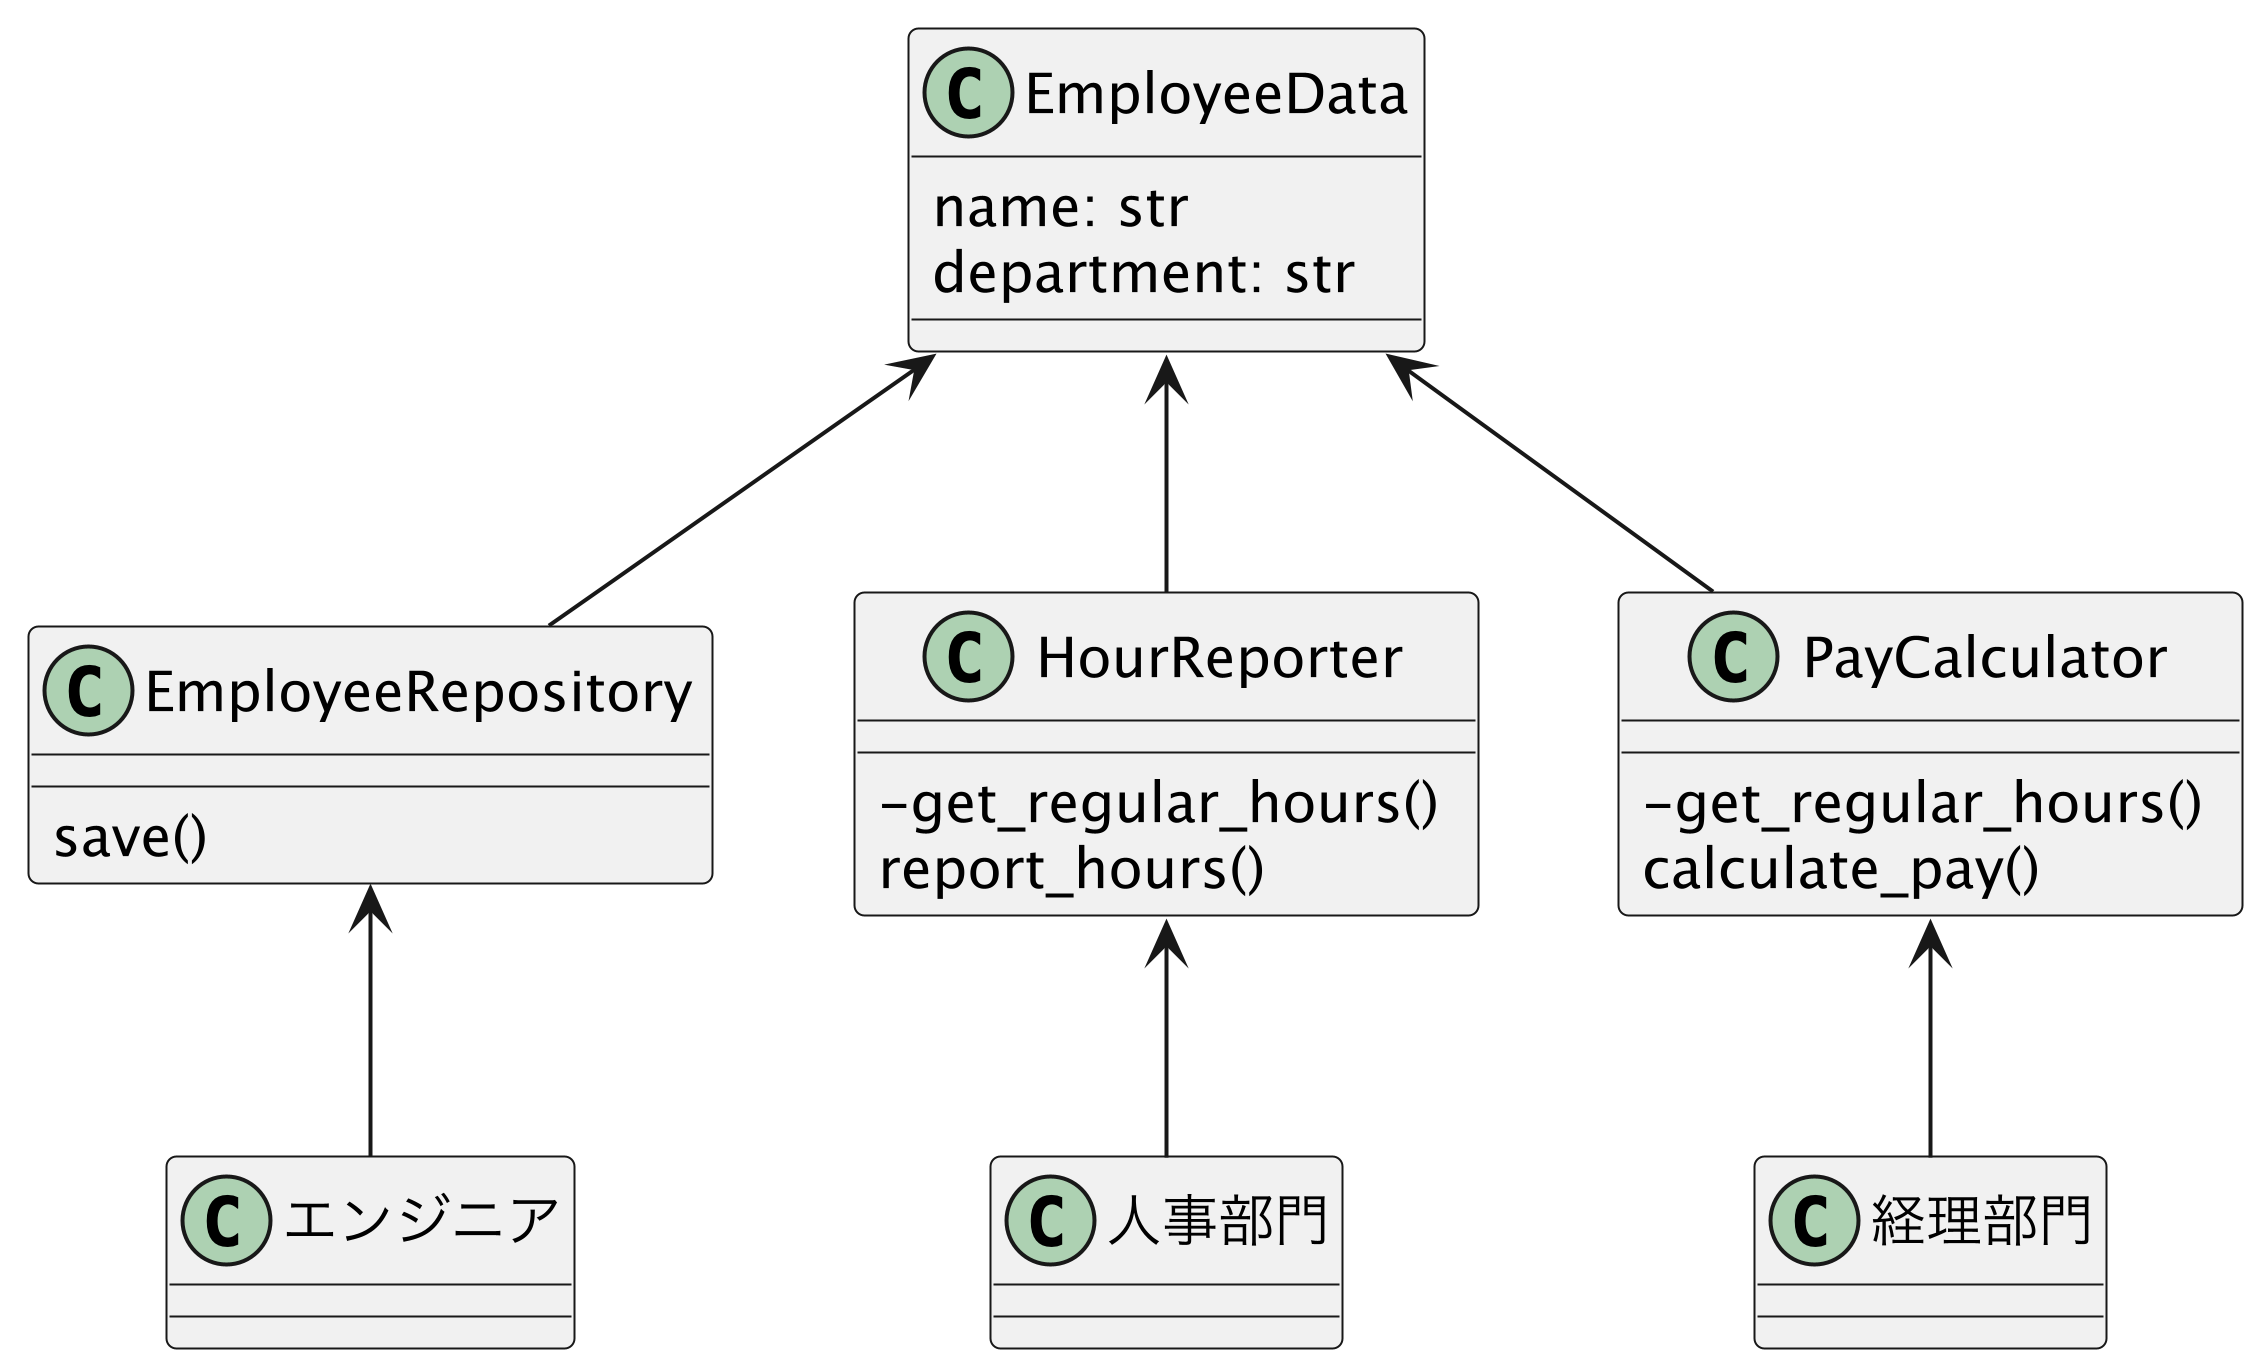 C EmployeeData
name: str
department: str
C EmployeeRepository
save()
C HourReporter
-get_regular_hours()
report_hours()
C PayCalculator
-get_regular_hours()
calculate_pay()
C エンジニア
C 人事部門
C 経理部門